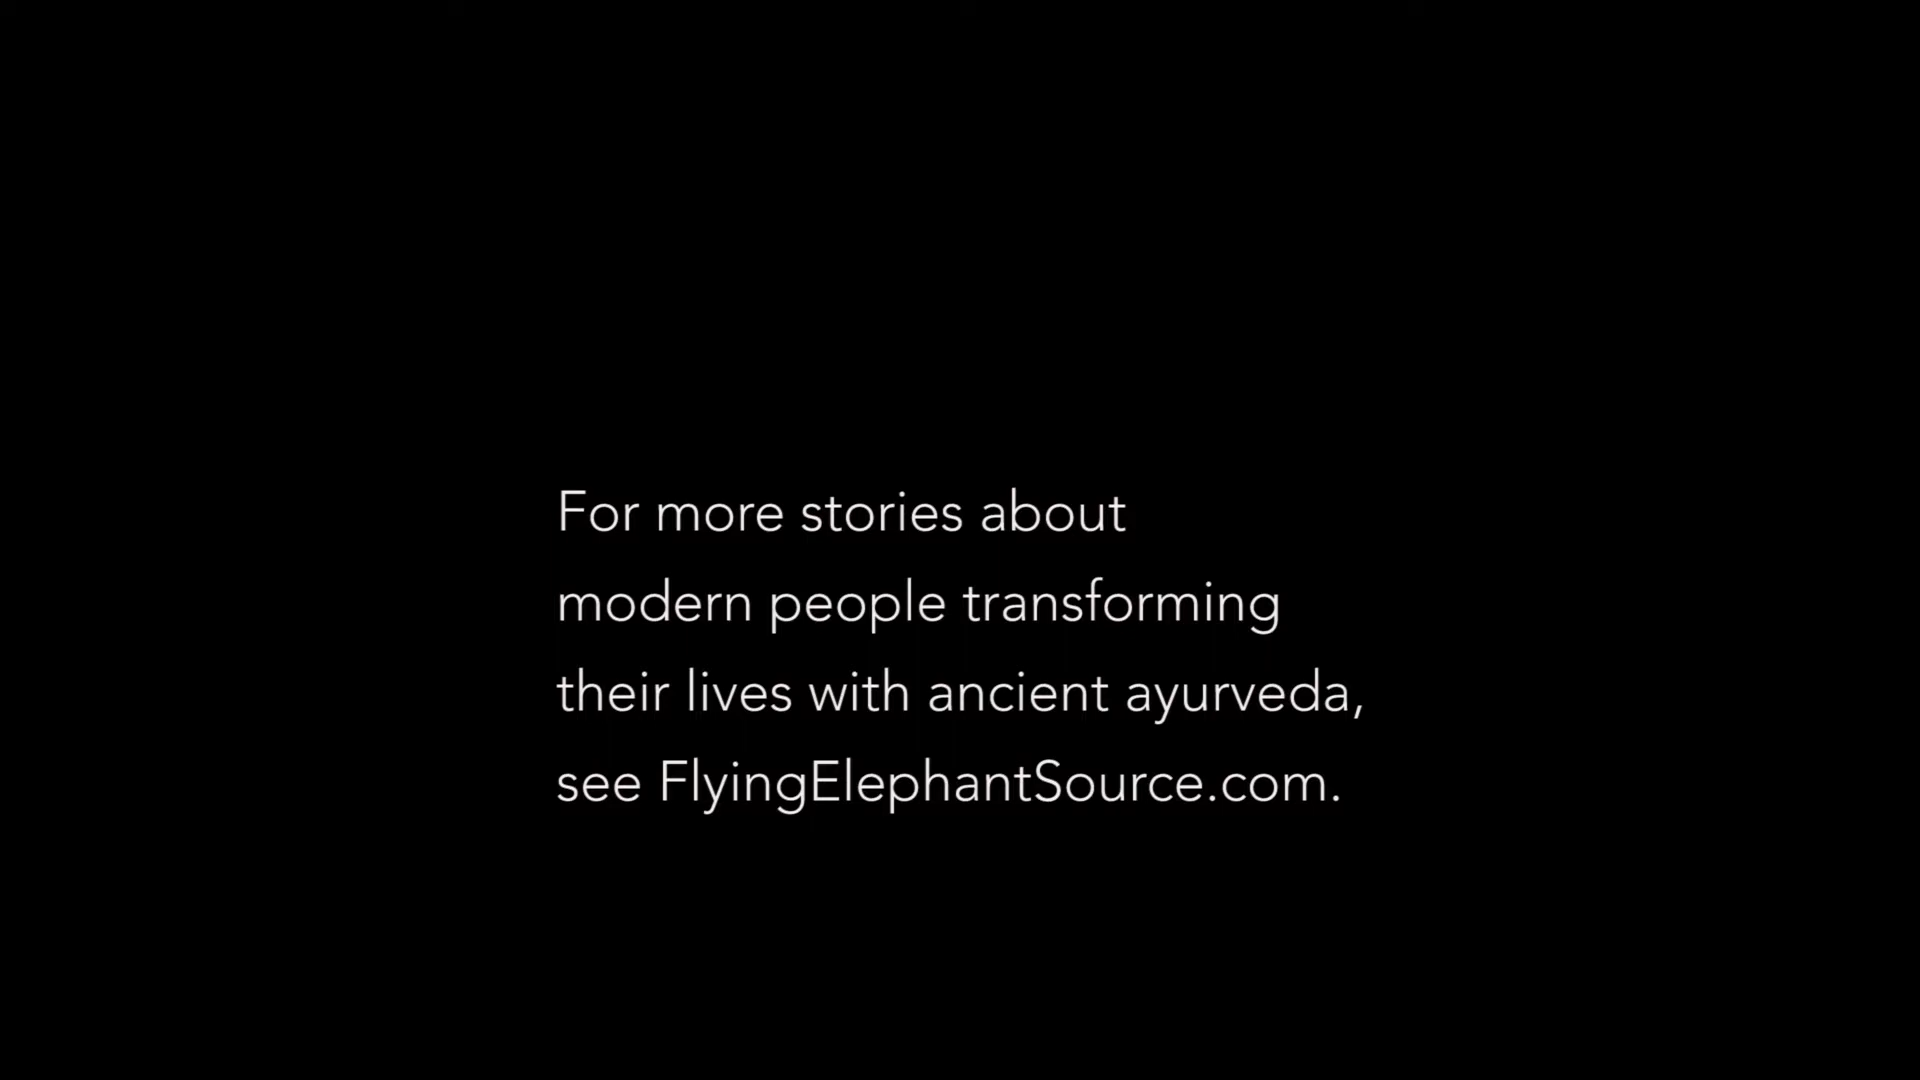 For more stories about
modern people transforming
their lives with ancient ayurveda,
see FlyingElephantSource.com.